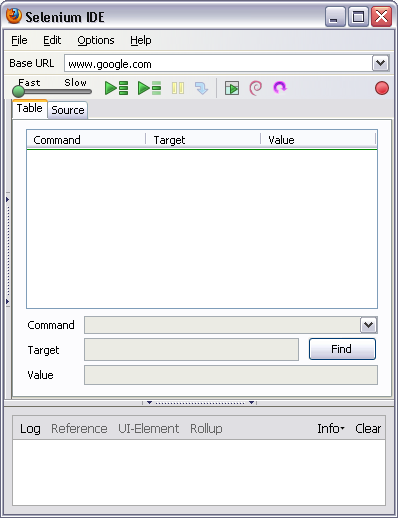 Selenium IDE
File Edit Options Help
Base URL www.google.com
Fast Slow
Table Source
Command Target Value
Command
Target Find
Value
Log Reference UI-Element Rollup Info Clear